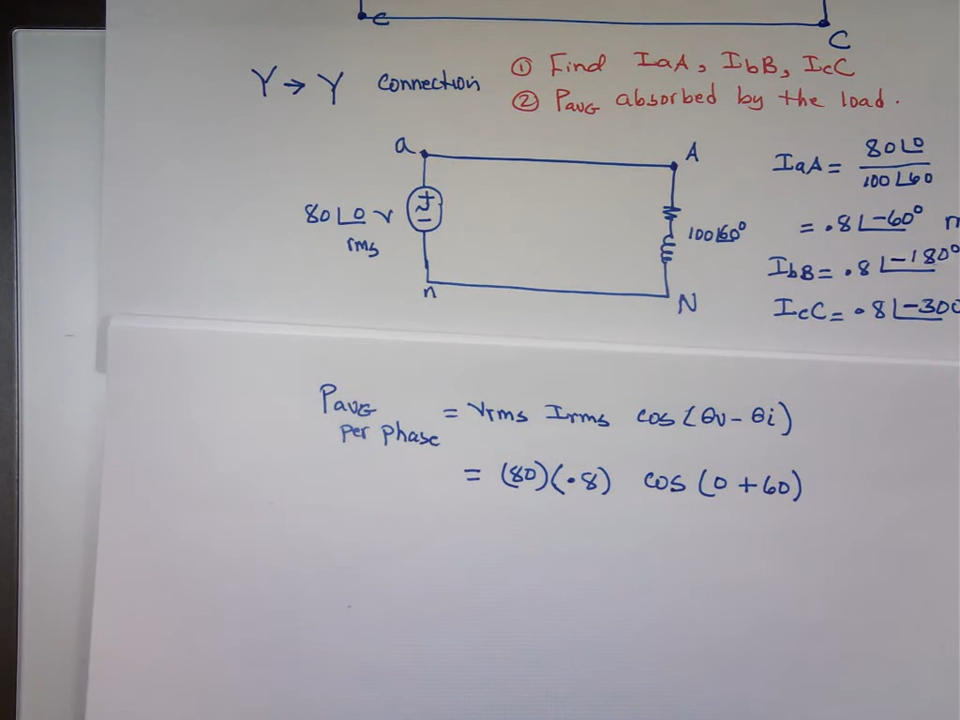 c
C
Y → Y connection
① Find IaA, IbB, IcC
② PAVG absorbed by the load.
a
A
80∠0 V
rms
100∠60°
n
N
IaA = 80∠0 / 100∠60
= .8∠-60°
IbB = .8∠-180°
IcC = .8∠-300
PAVG per phase = Vrms Irms cos(θv - θi)
= (80)(.8) cos(0 + 60)